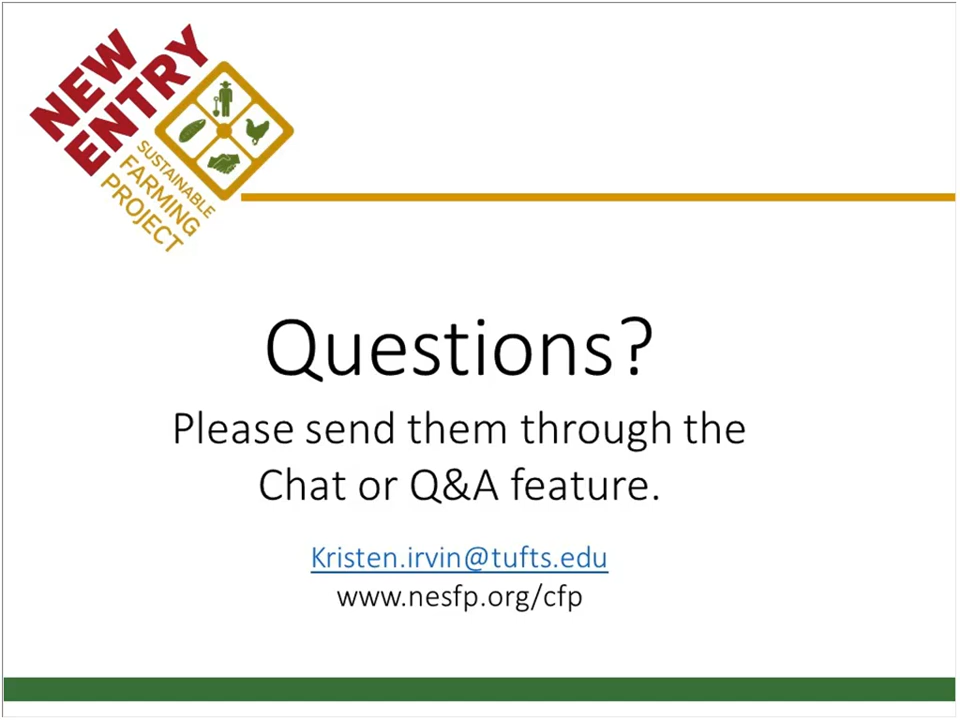 NEW
ENTRY
SUSTAINABLE
FARMING
PROJECT
Questions?
Please send them through the
Chat or Q&A feature.
Kristen.irvin@tufts.edu
www.nesfp.org/cfp